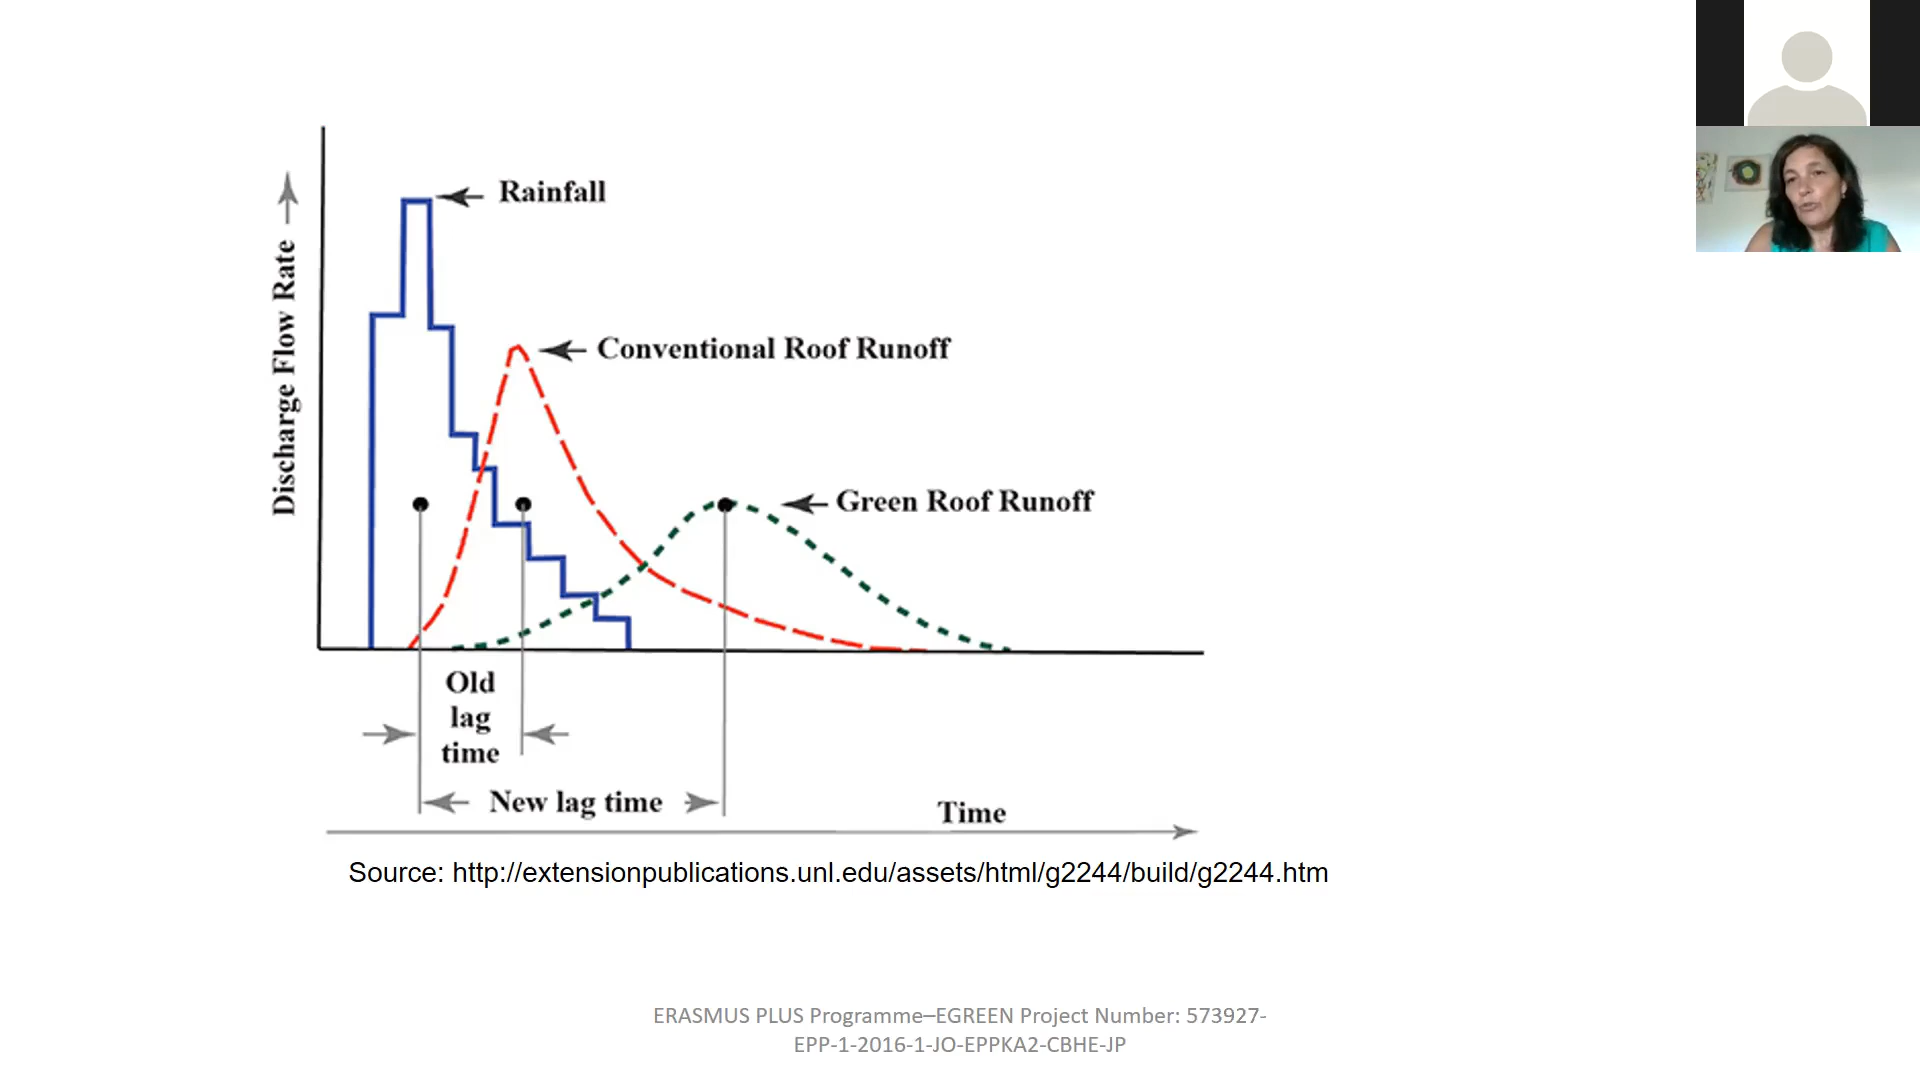 Discharge Flow Rate
Rainfall
Conventional Roof Runoff
Green Roof Runoff
Old
lag
time
New lag time
Time
Source: http://extensionpublications.unl.edu/assets/html/g2244/build/g2244.htm
ERASMUS PLUS Programme–EGREEN Project Number: 573927-
EPP-1-2016-1-JO-EPPKA2-CBHE-JP